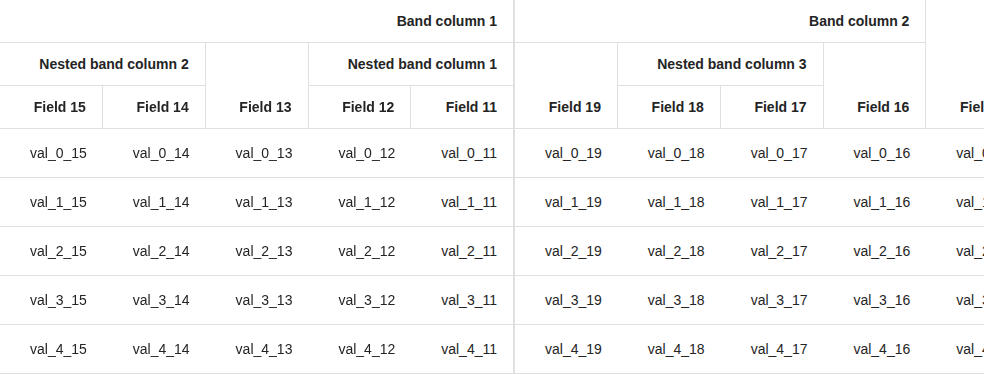 Band column 1 Band column 2
Nested band column 2 Nested band column 1 Nested band column 3
Field 15 Field 14 Field 13 Field 12 Field 11 Field 19 Field 18 Field 17 Field 16
val_0_15 val_0_14 val_0_13 val_0_12 val_0_11 val_0_19 val_0_18 val_0_17 val_0_16
val_1_15 val_1_14 val_1_13 val_1_12 val_1_11 val_1_19 val_1_18 val_1_17 val_1_16
val_2_15 val_2_14 val_2_13 val_2_12 val_2_11 val_2_19 val_2_18 val_2_17 val_2_16
val_3_15 val_3_14 val_3_13 val_3_12 val_3_11 val_3_19 val_3_18 val_3_17 val_3_16
val_4_15 val_4_14 val_4_13 val_4_12 val_4_11 val_4_19 val_4_18 val_4_17 val_4_16